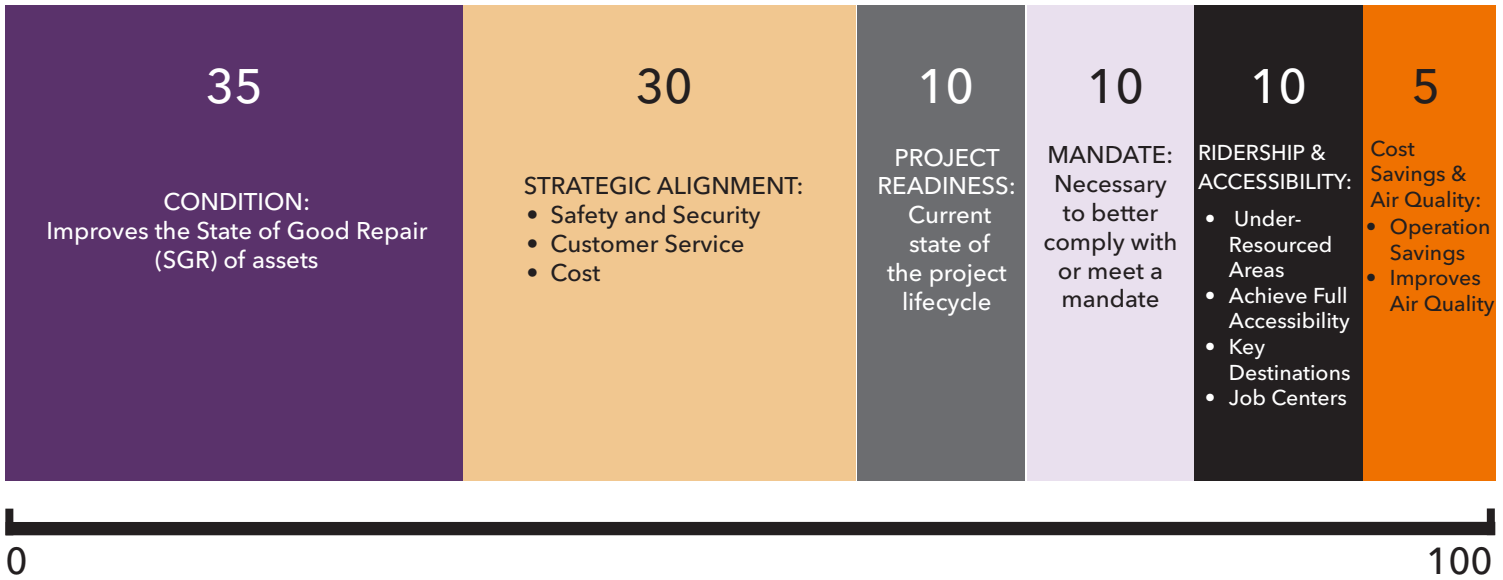 35
CONDITION:
Improves the State of Good Repair
(SGR) of assets
30
STRATEGIC ALIGNMENT:
• Safety and Security
• Customer Service
• Cost
10
PROJECT
READINESS:
Current
state of
the project
lifecycle
10
MANDATE:
Necessary
to better
comply with
or meet a
mandate
10
RIDERSHIP &
ACCESSIBILITY:
• Under-
Resourced
Areas
• Achieve Full
Accessibility
• Key
Destinations
• Job Centers
5
Cost
Savings &
Air Quality:
• Operation
Savings
• Improves
Air Quality
0
100